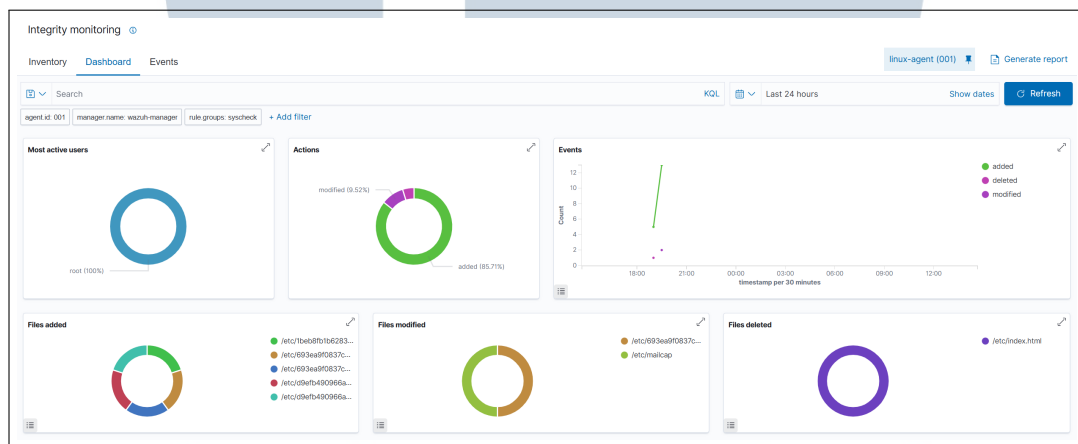 Integrity monitoring
Inventory Dashboard Events
linux-agent (001) Generate report
Search KQL Last 24 hours Show dates Refresh
agent.id: 001 manager.name: wazuh-manager rule.groups: syscheck + Add filter
Most active users
root (100%)
Actions
modified (9.52%)
added (85.71%)
Events
added
deleted
modified
Count
12
10
8
6
4
2
0
18:00 21:00 00:00 03:00 06:00 09:00 12:00
timestamp per 30 minutes
Files added
/etc/1beb8fb1b6283...
/etc/693ea9f0837c...
/etc/693ea9f0837c...
/etc/d9efb490966a...
/etc/d9efb490966a...
Files modified
/etc/693ea9f0837c...
/etc/mailcap
Files deleted
/etc/index.html